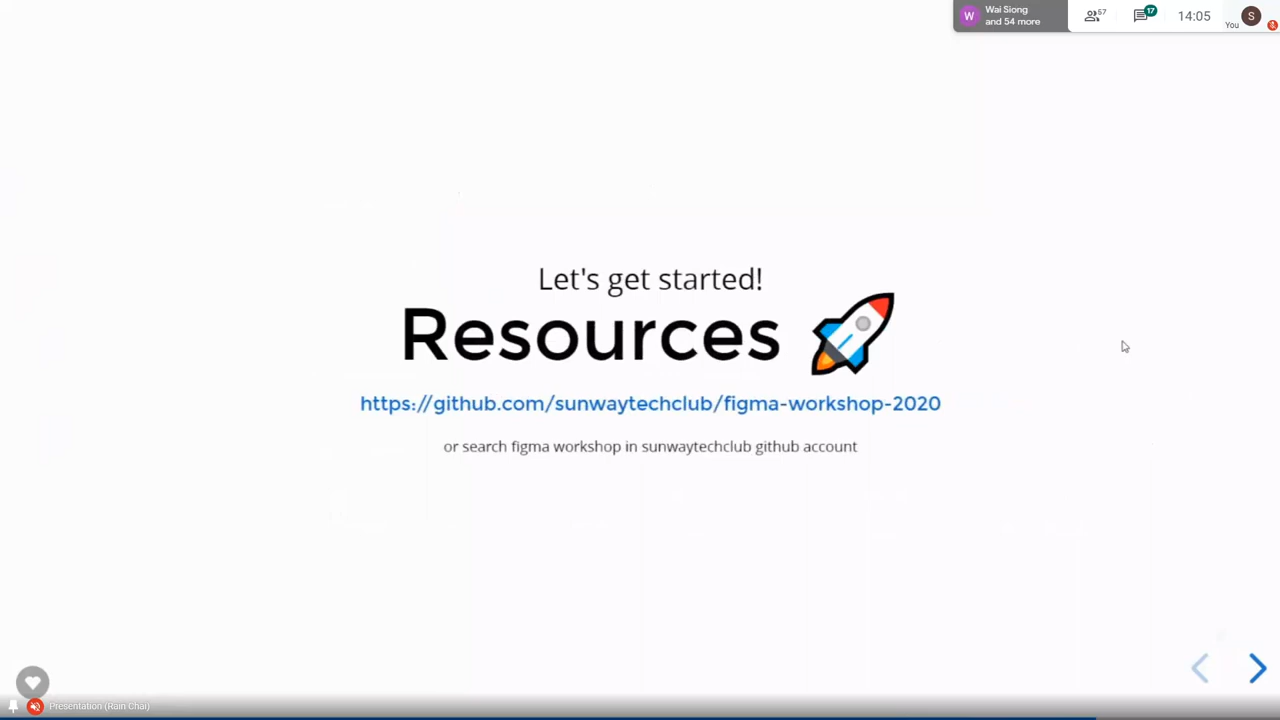 Wai Siong
and 54 more
57
17
14:05
You
S
W
Let's get started!
Resources
https://github.com/sunwaytechclub/figma-workshop-2020
or search figma workshop in sunwaytechclub github account
Presentation (Rain Chai)